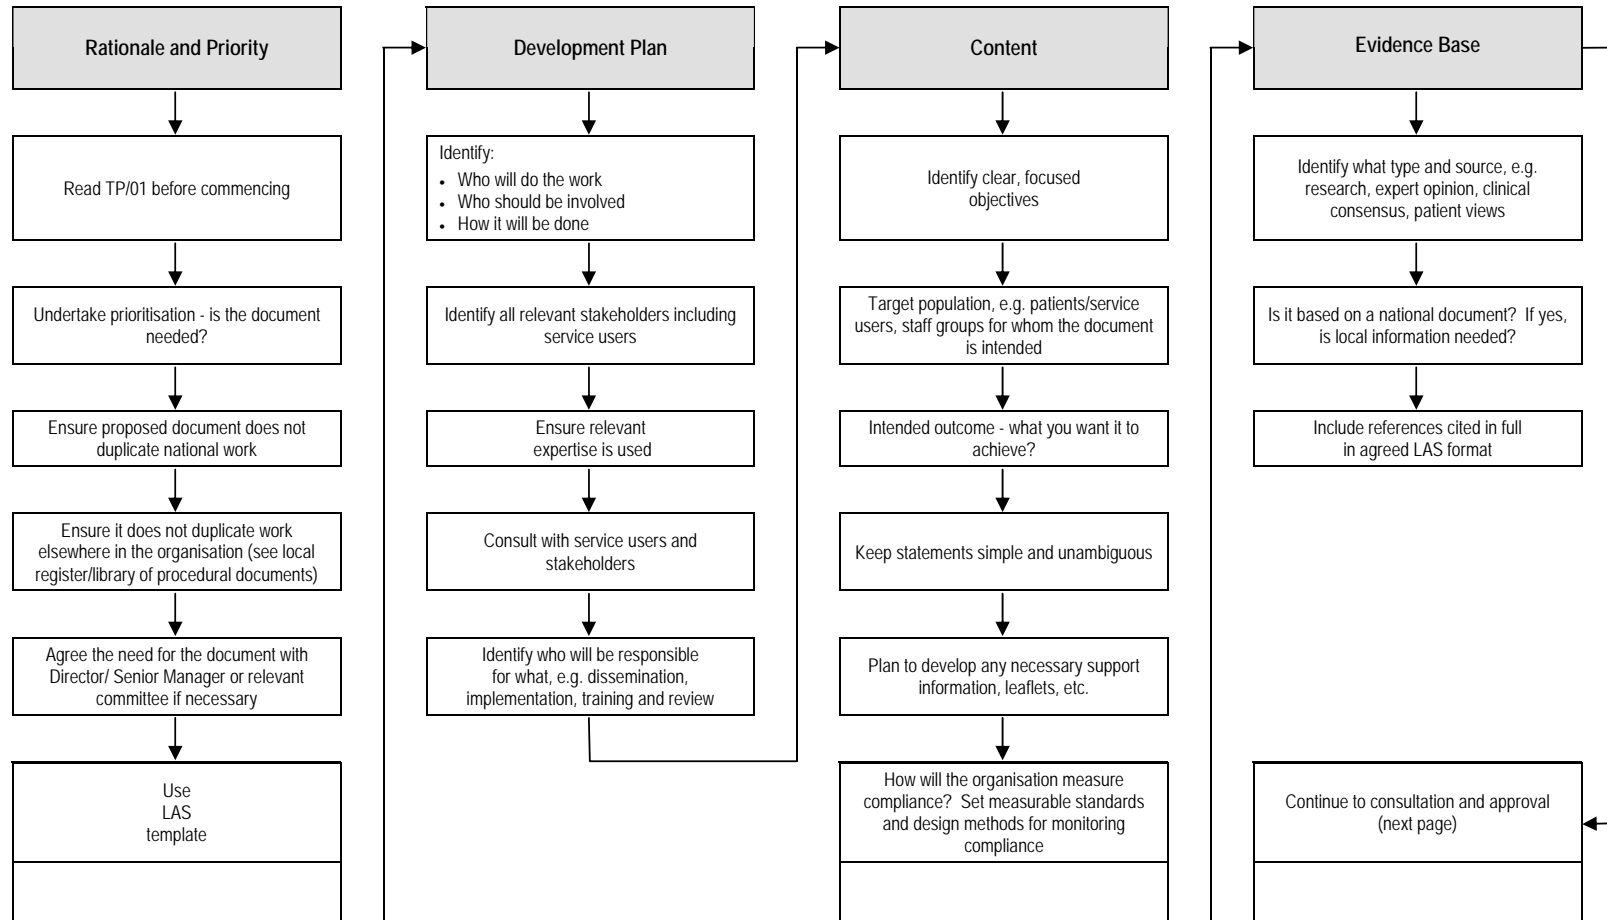 Rationale and Priority
Read TP/01 before commencing
Undertake prioritisation - is the document
needed?
Ensure proposed document does not
duplicate national work
Ensure it does not duplicate work
elsewhere in the organisation (see local
register/library of procedural documents)
Agree the need for the document with
Director/ Senior Manager or relevant
committee if necessary
Use
LAS
template
Development Plan
Identify:
• Who will do the work
• Who should be involved
• How it will be done
Identify all relevant stakeholders including
service users
Ensure relevant
expertise is used
Consult with service users and
stakeholders
Identify who will be responsible
for what, e.g. dissemination,
implementation, training and review
Content
Identify clear, focused
objectives
Target population, e.g. patients/service
users, staff groups for whom the document
is intended
Intended outcome - what you want it to
achieve?
Keep statements simple and unambiguous
Plan to develop any necessary support
information, leaflets, etc.
How will the organisation measure
compliance?  Set measurable standards
and design methods for monitoring
compliance
Evidence Base
Identify what type and source, e.g.
research, expert opinion, clinical
consensus, patient views
Is it based on a national document?  If yes,
is local information needed?
Include references cited in full
in agreed LAS format
Continue to consultation and approval
(next page)